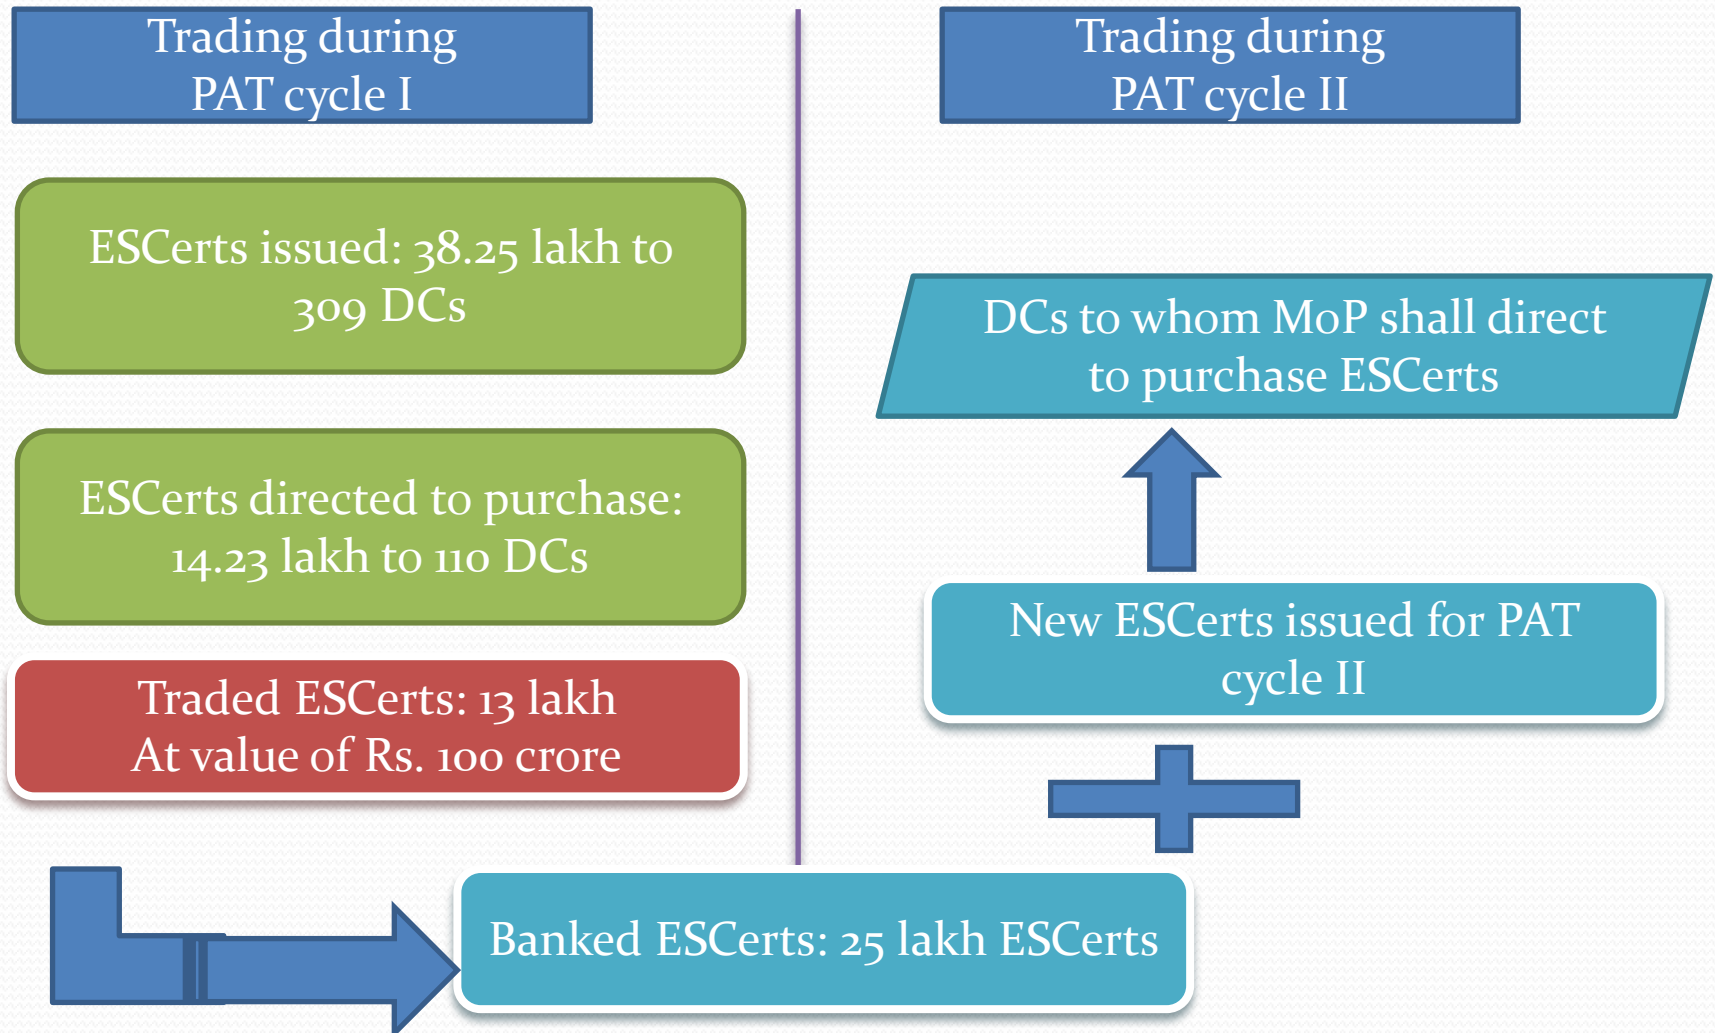 Trading during
PAT cycle I
ESCerts issued: 38.25 lakh to
309 DCs
ESCerts directed to purchase:
14.23 lakh to 110 DCs
Traded ESCerts: 13 lakh
At value of Rs. 100 crore
Trading during
PAT cycle II
DCs to whom MoP shall direct
to purchase ESCerts
New ESCerts issued for PAT
cycle II
Banked ESCerts: 25 lakh ESCerts